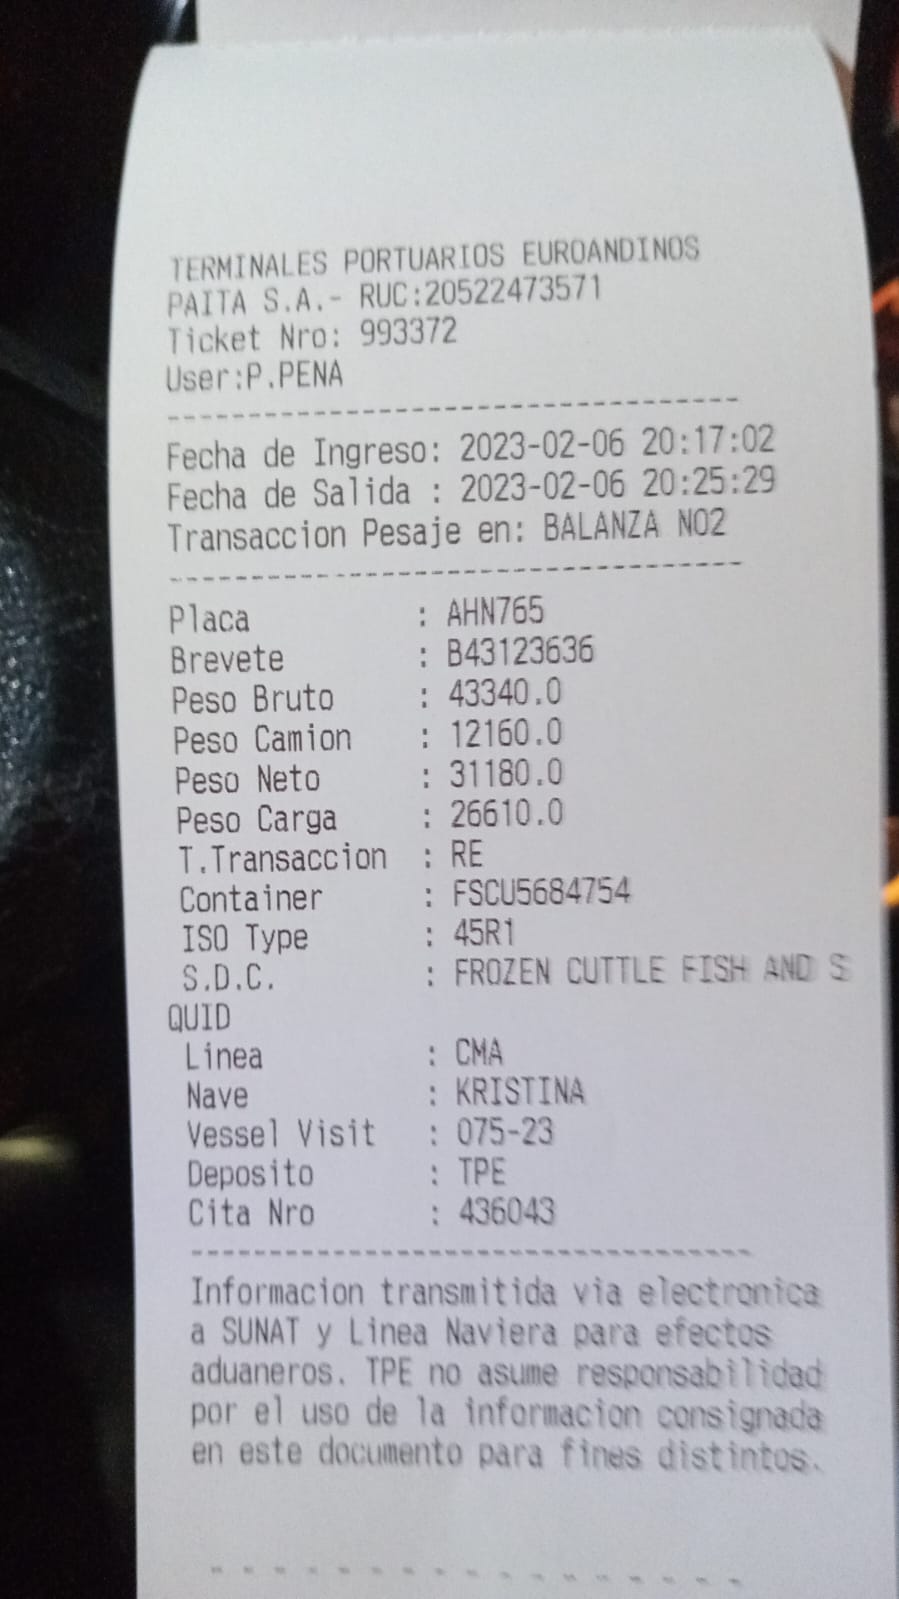 TERMINALES PORTUARIOS EUROANDINOS
PAITA S.A.- RUC:20522473571
Ticket Nro: 993372
User:P.PENA
-----------------------------------
Fecha de Ingreso: 2023-02-06 20:17:02
Fecha de Salida : 2023-02-06 20:25:29
Transaccion Pesaje en: BALANZA NO2
-----------------------------------
Placa : AHN765
Brevete : B43123636
Peso Bruto : 43340.0
Peso Camion : 12160.0
Peso Neto : 31180.0
Peso Carga : 26610.0
T.Transaccion : RE
Container : FSCU5684754
ISO Type : 45R1
S.D.C. : FROZEN CUTTLE FISH AND S
QUID
Linea : CMA
Nave : KRISTINA
Vessel Visit : 075-23
Deposito : TPE
Cita Nro : 436043
-----------------------------------
Informacion transmitida via electronica
a SUNAT y Linea Naviera para efectos
aduaneros. TPE no asume responsabilidad
por el uso de la informacion consignada
en este documento para fines distintos.